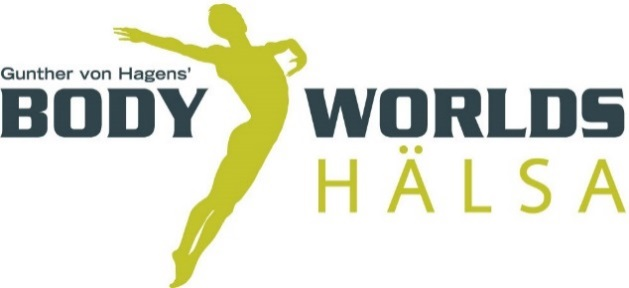 Gunther von Hagens'
BODY WORLDS
HÄLSA